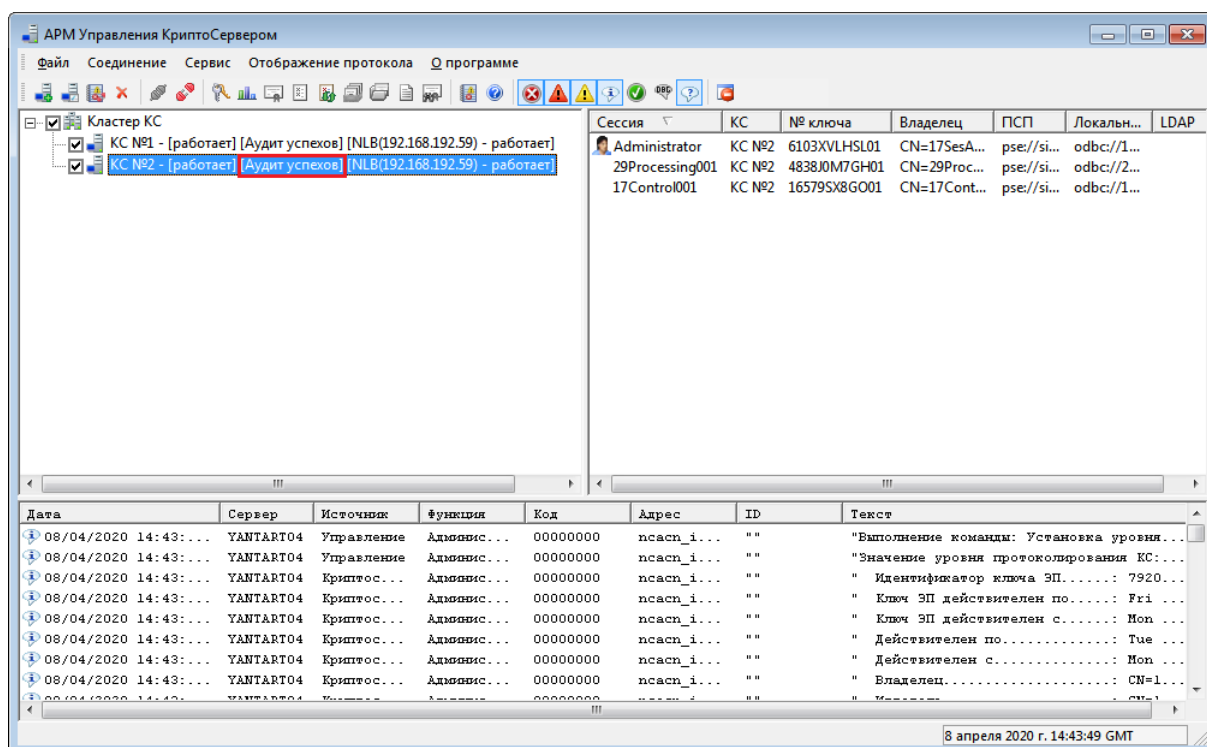 АРМ Управления КриптоСервером
Файл Соединение Сервис Отображение протокола О программе
Кластер КС
КС №1 - [работает] [Аудит успехов] [NLB(192.168.192.59) - работает]
КС №2 - [работает] [Аудит успехов] [NLB(192.168.192.59) - работает]
Сессия КС № ключа Владелец ПСП Локальн... LDAP
Administrator КС №2 6103XVLHSL01 CN=17SesA... pse://si... odbc://1...
29Processing001 КС №2 4838J0M7GH01 CN=29Proc... pse://si... odbc://2...
17Control001 КС №2 16579SX8GO01 CN=17Cont... pse://si... odbc://1...
Дата Сервер Источник Функция Код Адрес ID Текст
08/04/2020 14:43:... YANTART04 Управление Админис... 00000000 ncacn_i... "" "Выполнение команды: Установка уровня...
08/04/2020 14:43:... YANTART04 Управление Админис... 00000000 ncacn_i... "" "Значение уровня протоколирования КС:...
08/04/2020 14:43:... YANTART04 Криптос... Админис... 00000000 ncacn_i... "" " Идентификатор ключа ЭП......: 7920...
08/04/2020 14:43:... YANTART04 Криптос... Админис... 00000000 ncacn_i... "" " Ключ ЭП действителен по.....: Fri ...
08/04/2020 14:43:... YANTART04 Криптос... Админис... 00000000 ncacn_i... "" " Ключ ЭП действителен с......: Mon ...
08/04/2020 14:43:... YANTART04 Криптос... Админис... 00000000 ncacn_i... "" " Действителен по.............: Tue ...
08/04/2020 14:43:... YANTART04 Криптос... Админис... 00000000 ncacn_i... "" " Действителен с..............: Mon ...
08/04/2020 14:43:... YANTART04 Криптос... Админис... 00000000 ncacn_i... "" " Владелец....................: CN=1...
8 апреля 2020 г. 14:43:49 GMT